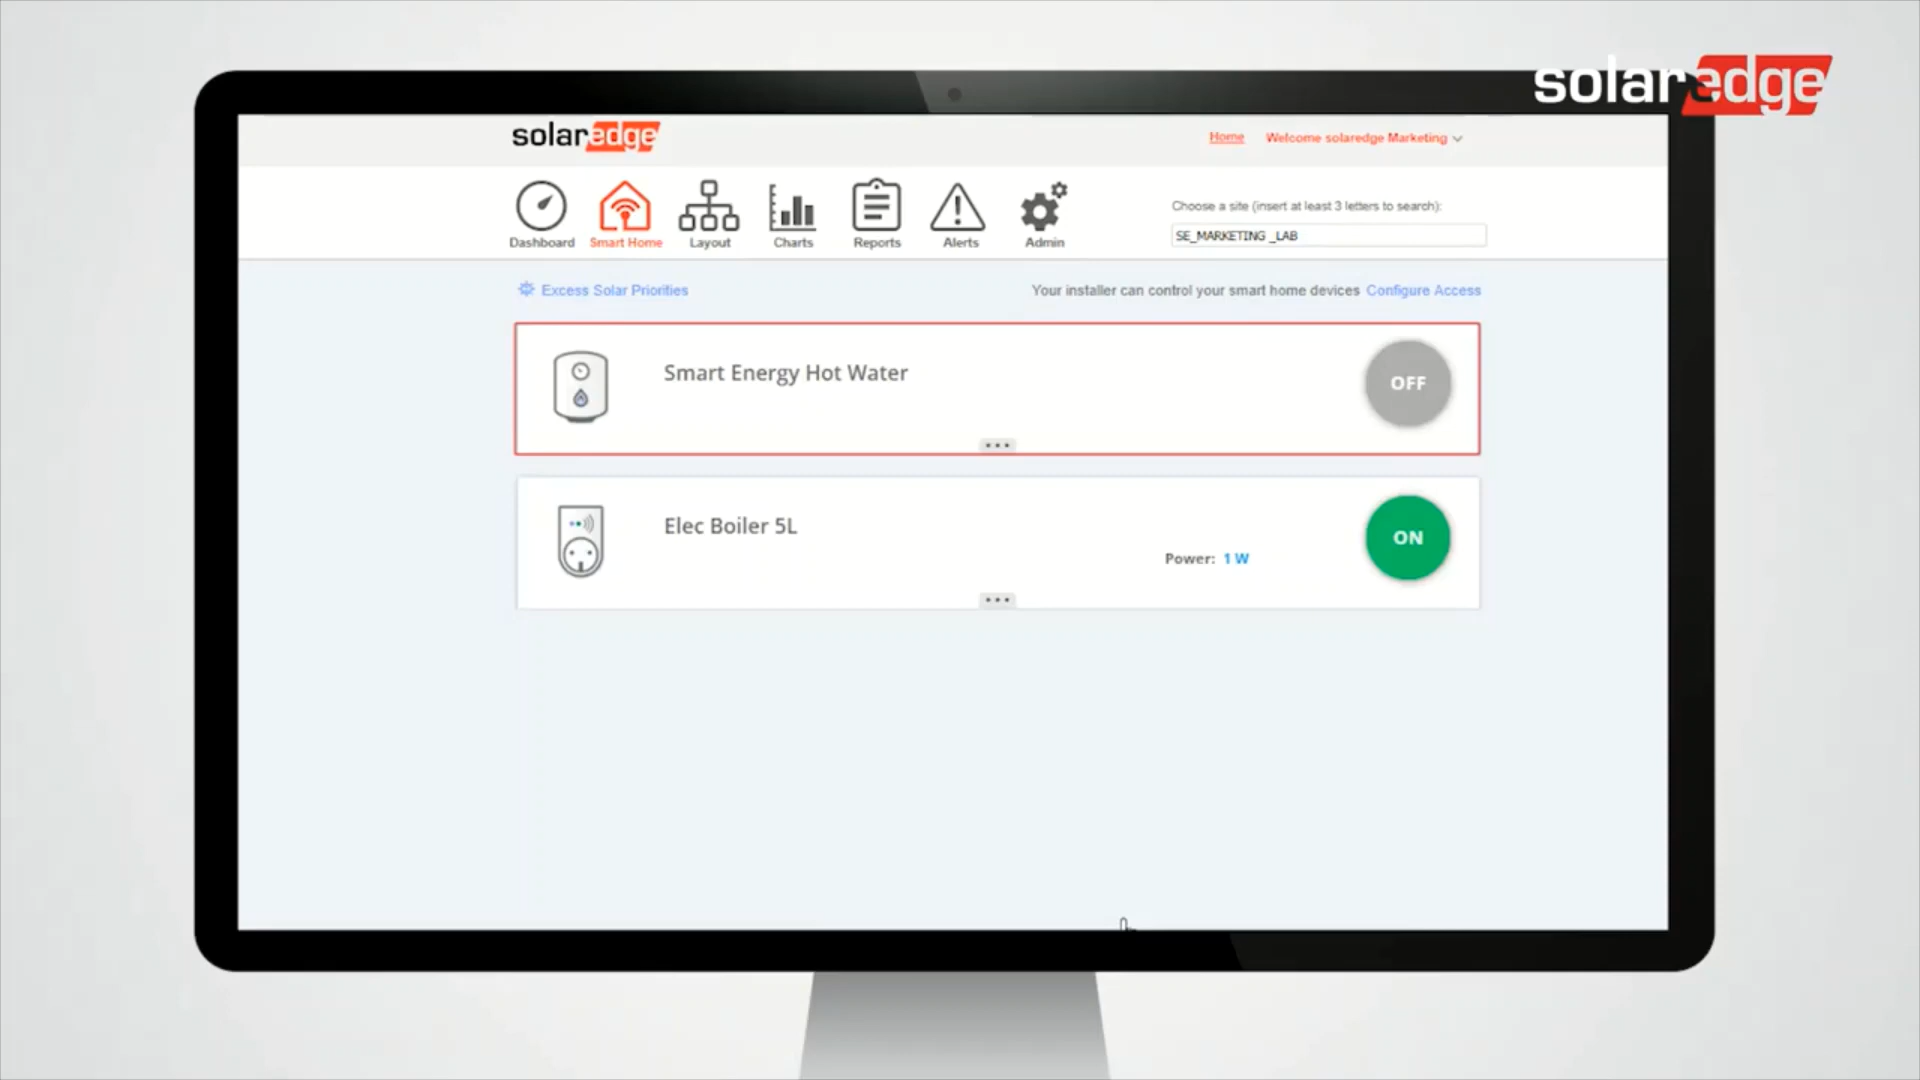 solaredge
solaredge
Home Welcome solaredge Marketing
Dashboard Smart Home Layout Charts Reports Alerts Admin
Choose a site (insert at least 3 letters to search):
SE_MARKETING _LAB
Excess Solar Priorities
Your installer can control your smart home devices Configure Access
Smart Energy Hot Water
OFF
Elec Boiler 5L
Power: 1 W
ON